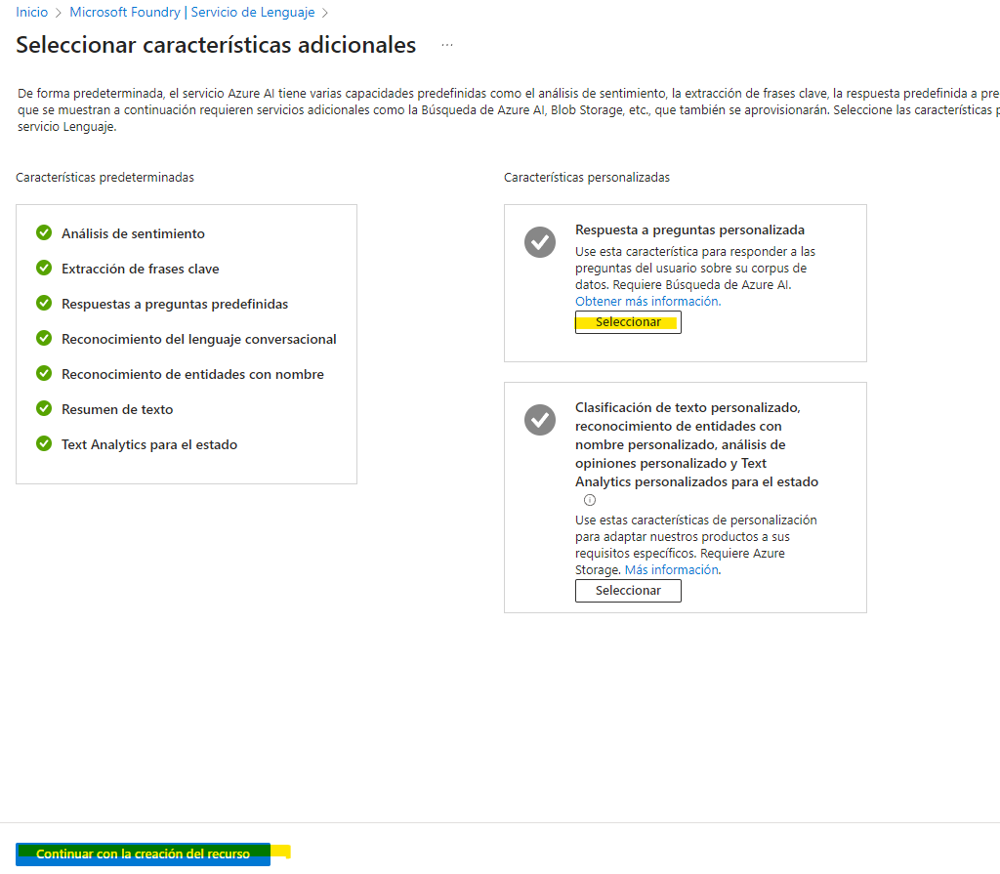 Inicio > Microsoft Foundry | Servicio de Lenguaje >
Seleccionar características adicionales ...
De forma predeterminada, el servicio Azure AI tiene varias capacidades predefinidas como el análisis de sentimiento, la extracción de frases clave, la respuesta predefinida a pre
que se muestran a continuación requieren servicios adicionales como la Búsqueda de Azure AI, Blob Storage, etc., que también se aprovisionarán. Seleccione las características p
servicio Lenguaje.
Características predeterminadas
Análisis de sentimiento
Extracción de frases clave
Respuestas a preguntas predefinidas
Reconocimiento del lenguaje conversacional
Reconocimiento de entidades con nombre
Resumen de texto
Text Analytics para el estado
Características personalizadas
Respuesta a preguntas personalizada
Use esta característica para responder a las
preguntas del usuario sobre su corpus de
datos. Requiere Búsqueda de Azure AI.
Obtener más información.
Seleccionar
Clasificación de texto personalizado,
reconocimiento de entidades con
nombre personalizado, análisis de
opiniones personalizado y Text
Analytics personalizados para el estado
Use estas características de personalización
para adaptar nuestros productos a sus
requisitos específicos. Requiere Azure
Storage. Más información.
Seleccionar
Continuar con la creación del recurso